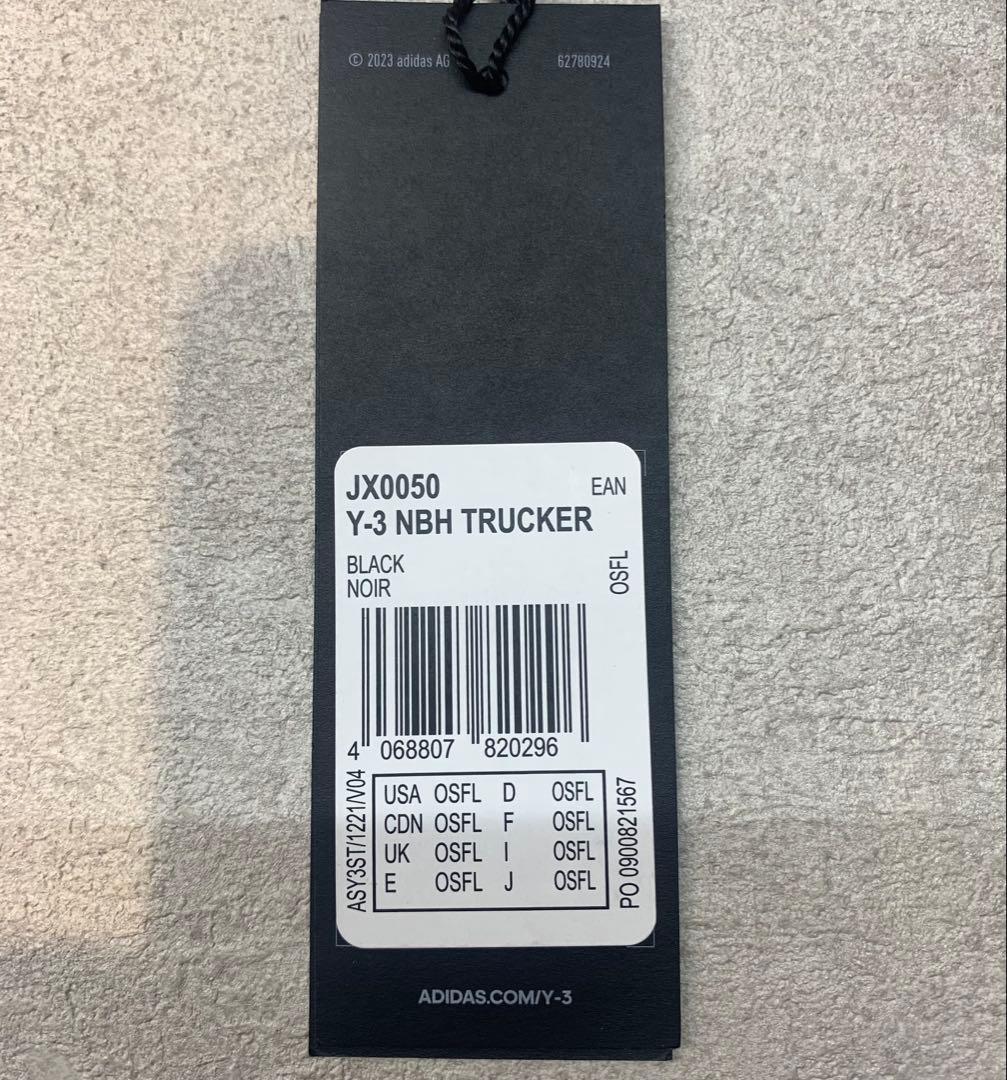 © 2023 adidas AG 62780924
JX0050 EAN
Y-3 NBH TRUCKER
BLACK
NOIR
OSFL
4 068807 820296
ASY3ST/1221/V04
USA OSFL D OSFL
CDN OSFL F OSFL
UK OSFL I OSFL
E OSFL J OSFL
PO 0900821567
ADIDAS.COM/Y-3